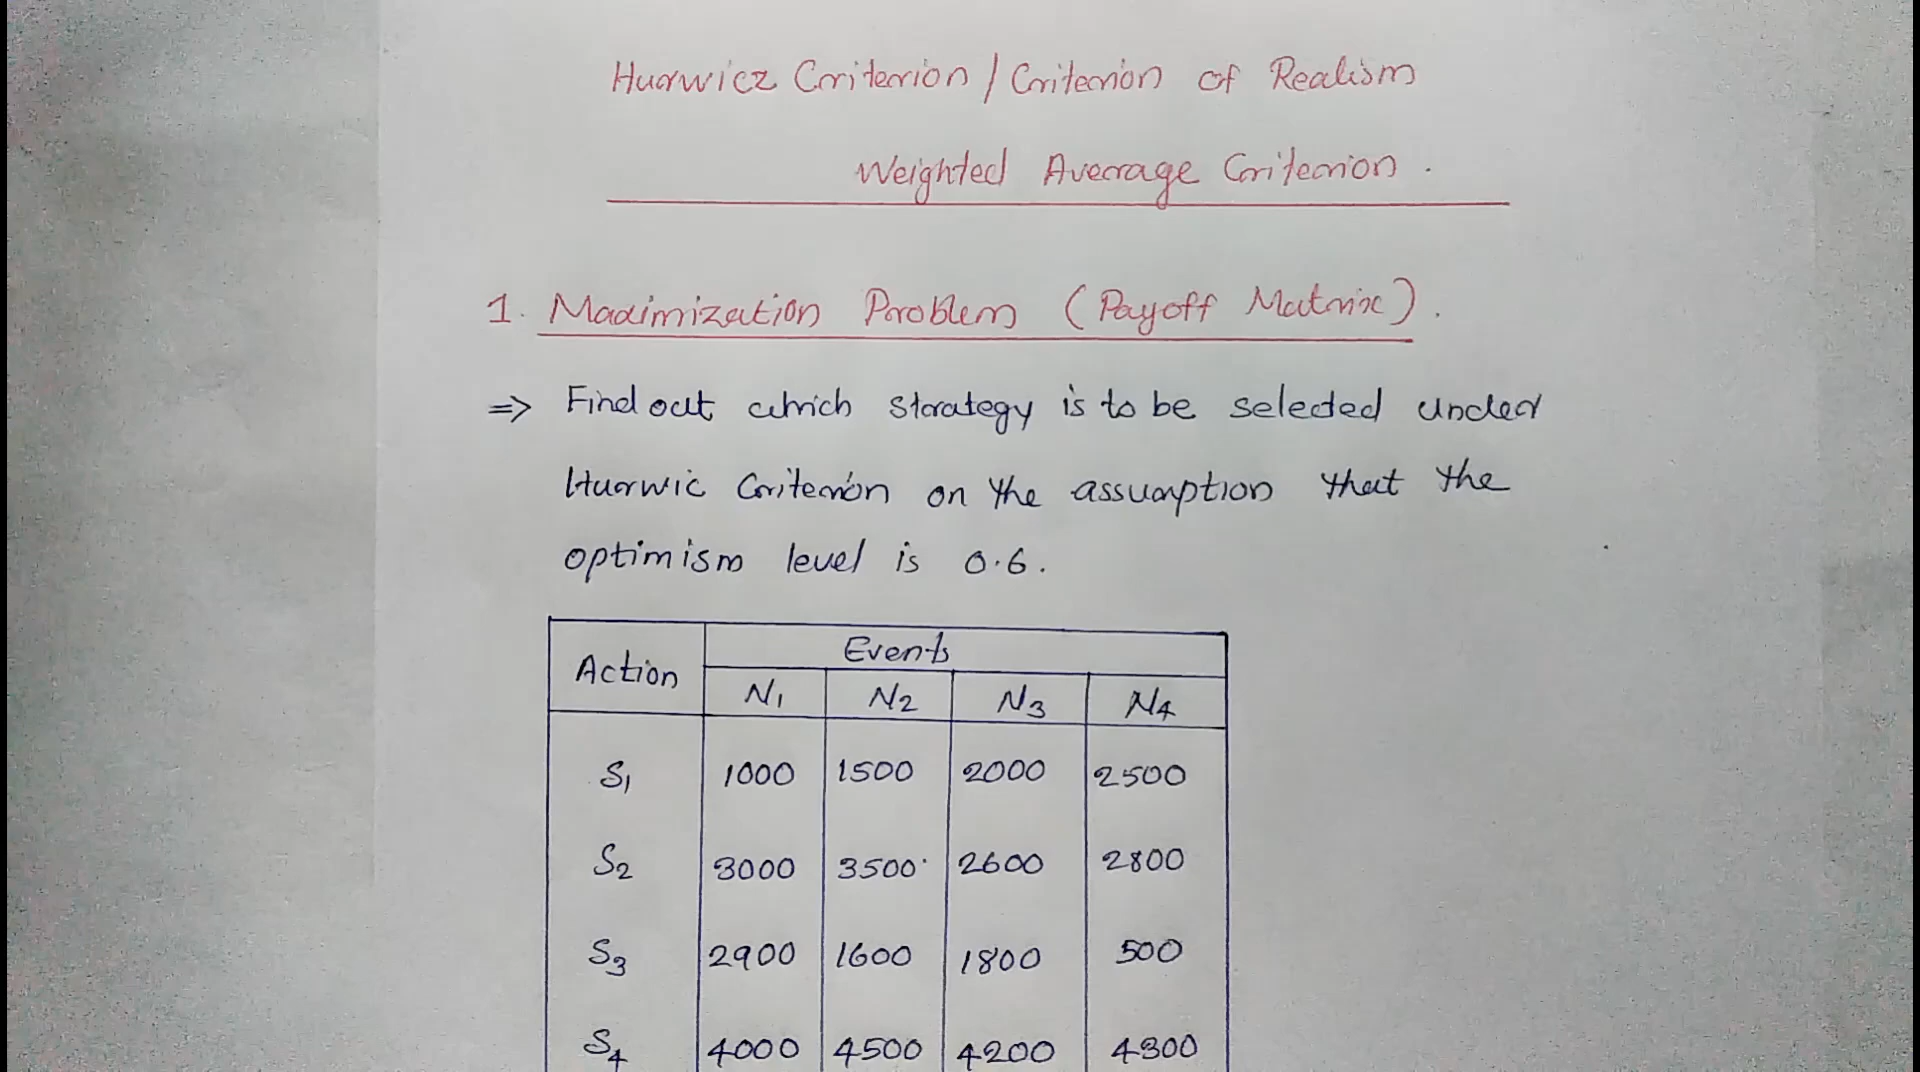 Hurwicz Criterion / Criterion of Realism
Weighted Average Criterion.
1. Maximization Problem (Payoff Matrix).
=> Find out which strategy is to be selected under
Hurwic Criterion on the assumption that the
optimism level is 0.6.
Action Events
N1 N2 N3 N4
S1 1000 1500 2000 2500
S2 3000 3500 2600 2800
S3 2900 1600 1800 500
S4 4000 4500 4200 4300